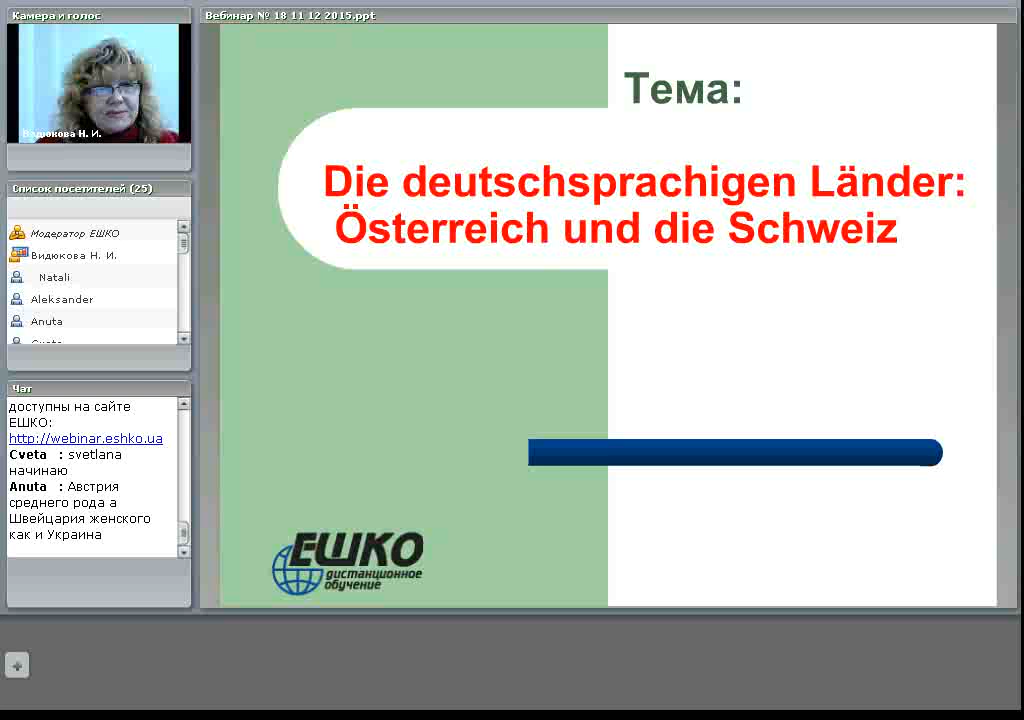 Камера и голос
Видюкова Н. И.
Список посетителей (25)
Модератор ЕШКО
Видюкова Н. И.
Natali
Aleksander
Anuta
Чат
доступны на сайте
ЕШКО:
http://webinar.eshko.ua
Cveta : svetlana
начинаю
Anuta : Австрия
среднего рода а
Швейцария женского
как и Украина
Вебинар № 18 11 12 2015.ppt
Тема:
Die deutschsprachigen Länder:
Österreich und die Schweiz
ЕШКО
дистанционное
обучение